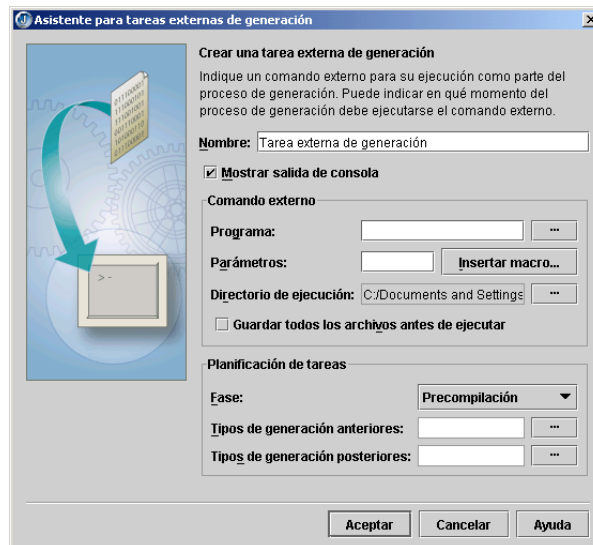 Asistente para tareas externas de generación
Crear una tarea externa de generación
Indique un comando externo para su ejecución como parte del
proceso de generación. Puede indicar en qué momento del
proceso de generación debe ejecutarse el comando externo.
Nombre: Tarea externa de generación
Mostrar salida de consola
Comando externo
Programa: ...
Parámetros: Insertar macro...
Directorio de ejecución: C:/Documents and Settings ...
Guardar todos los archivos antes de ejecutar
Planificación de tareas
Fase: Precompilación
Tipos de generación anteriores: ...
Tipos de generación posteriores: ...
Aceptar Cancelar Ayuda